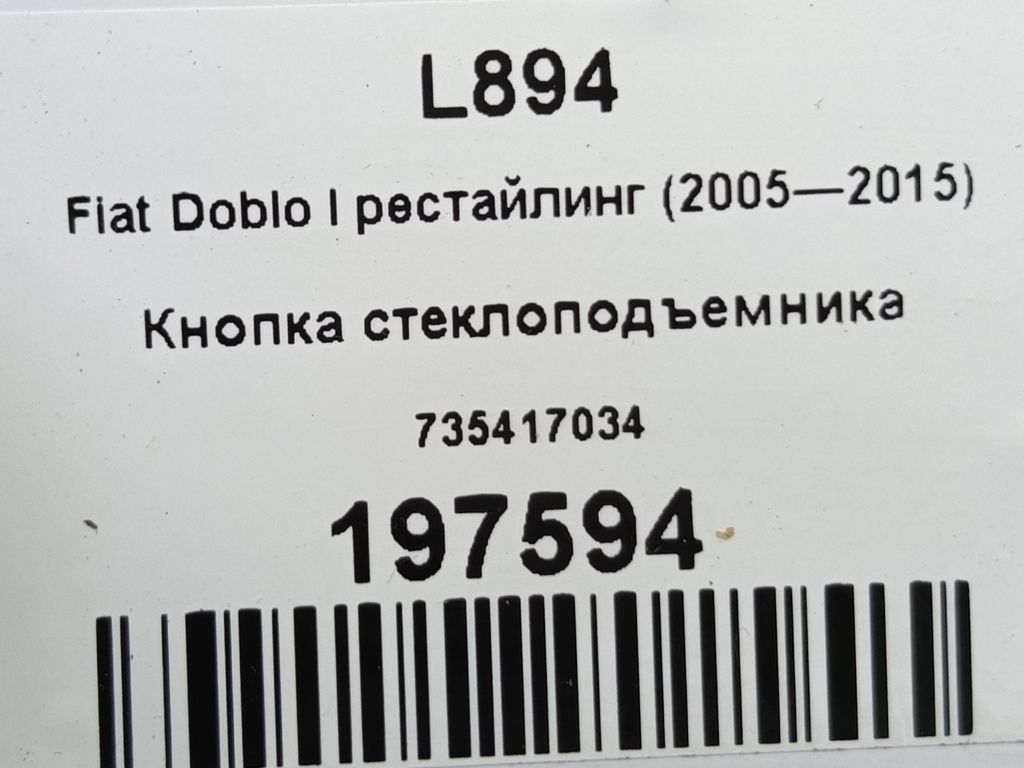 L894
Fiat Doblo I рестайлинг (2005—2015)
Кнопка стеклоподъемника
735417034
197594